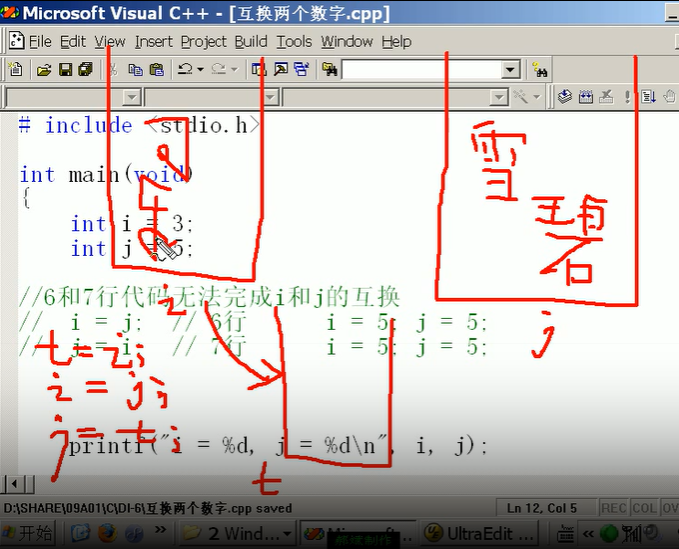 Microsoft Visual C++ - [互换两个数字.cpp]
File Edit View Insert Project Build Tools Window Help
# include <stdio.h>
int main(void)
{
int i = 3;
int j = 5;
雪
碧
//6和7行代码无法完成i和j的互换
// i = j; // 6行 i = 5; j = 5;
// j = i; // 7行 i = 5; j = 5;
i
j
t = i;
i = j;
j = t;
printf("i = %d, j = %d\n", i, j);
t
D:\SHARE\09A01\C\DI-6\互换两个数字.cpp saved
Ln 12, Col 5 REC COL OV
开始 2 Wind... UltraEdit ...